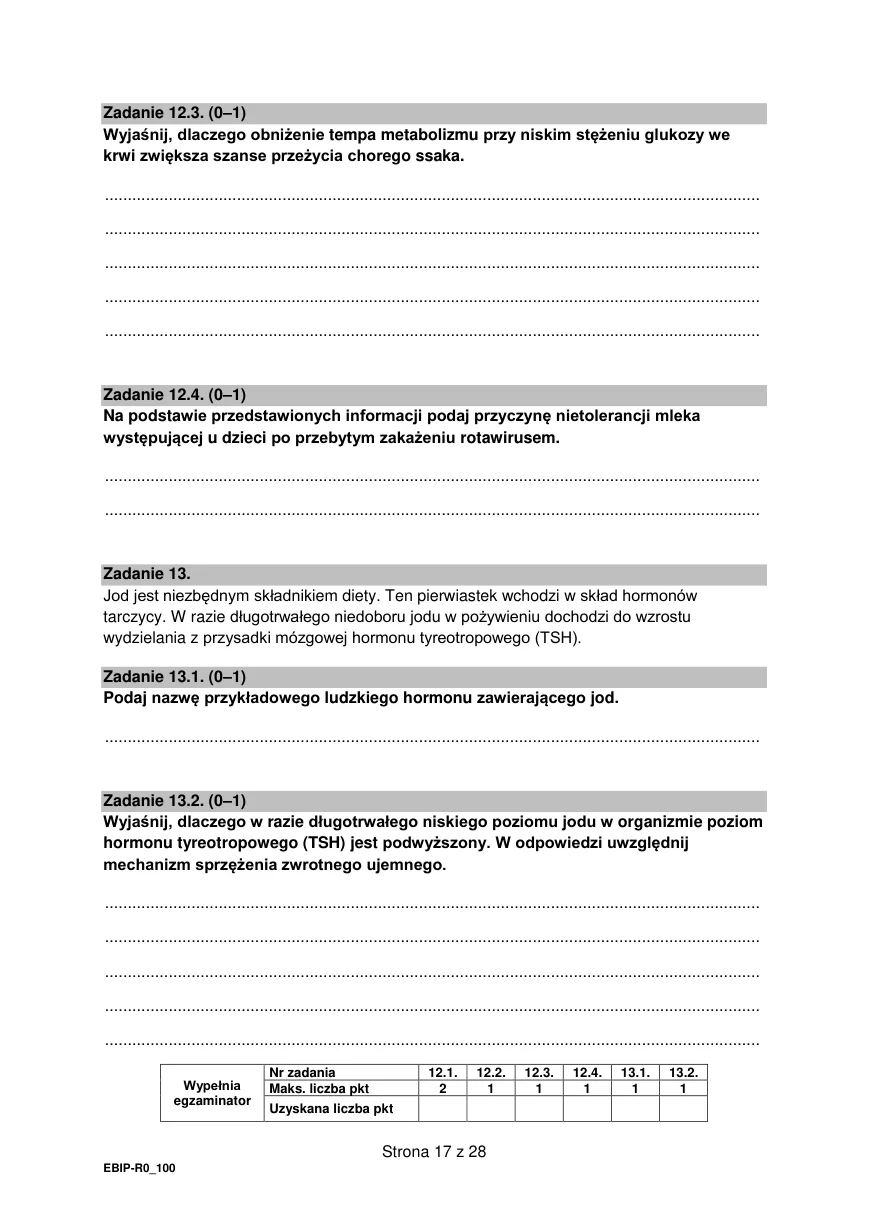 Zadanie 12.3. (0–1)
Wyjaśnij, dlaczego obniżenie tempa metabolizmu przy niskim stężeniu glukozy we
krwi zwiększa szanse przeżycia chorego ssaka.
....................................................................................................................................................
....................................................................................................................................................
....................................................................................................................................................
....................................................................................................................................................
....................................................................................................................................................
Zadanie 12.4. (0–1)
Na podstawie przedstawionych informacji podaj przyczynę nietolerancji mleka
występującej u dzieci po przebytym zakażeniu rotawirusem.
....................................................................................................................................................
....................................................................................................................................................
Zadanie 13.
Jod jest niezbędnym składnikiem diety. Ten pierwiastek wchodzi w skład hormonów
tarczycy. W razie długotrwałego niedoboru jodu w pożywieniu dochodzi do wzrostu
wydzielania z przysadki mózgowej hormonu tyreotropowego (TSH).
Zadanie 13.1. (0–1)
Podaj nazwę przykładowego ludzkiego hormonu zawierającego jod.
....................................................................................................................................................
Zadanie 13.2. (0–1)
Wyjaśnij, dlaczego w razie długotrwałego niskiego poziomu jodu w organizmie poziom
hormonu tyreotropowego (TSH) jest podwyższony. W odpowiedzi uwzględnij
mechanizm sprzężenia zwrotnego ujemnego.
....................................................................................................................................................
....................................................................................................................................................
....................................................................................................................................................
....................................................................................................................................................
....................................................................................................................................................
Wypełnia
egzaminator
Nr zadania 12.1. 12.2. 12.3. 12.4. 13.1. 13.2.
Maks. liczba pkt 2 1 1 1 1 1
Uzyskana liczba pkt
Strona 17 z 28
EBIP-R0_100